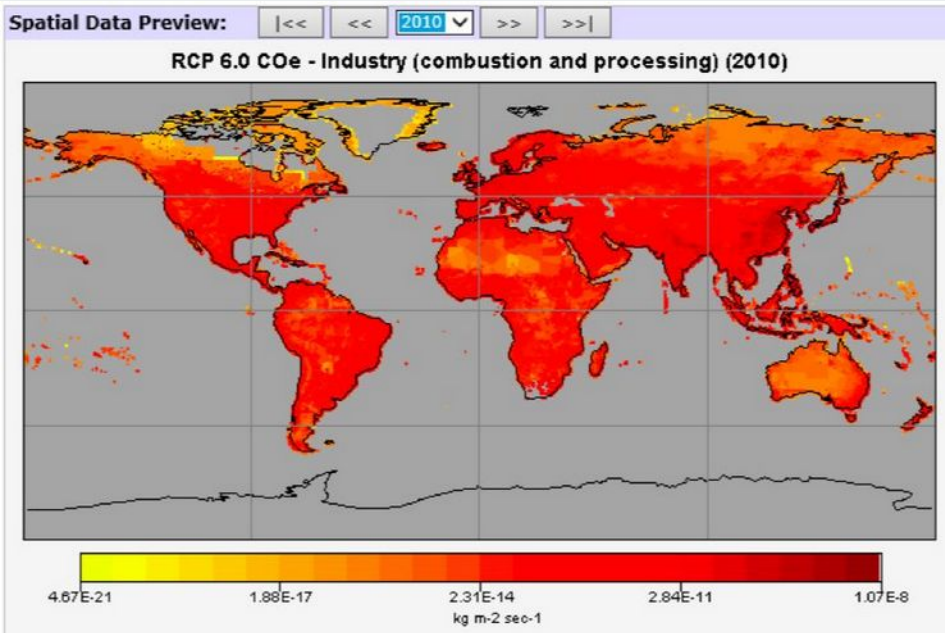 Spatial Data Preview: |<< << 2010 >> >>|
RCP 6.0 COe - Industry (combustion and processing) (2010)
4.67E-21 1.88E-17 2.31E-14 2.84E-11 1.07E-8
kg m-2 sec-1